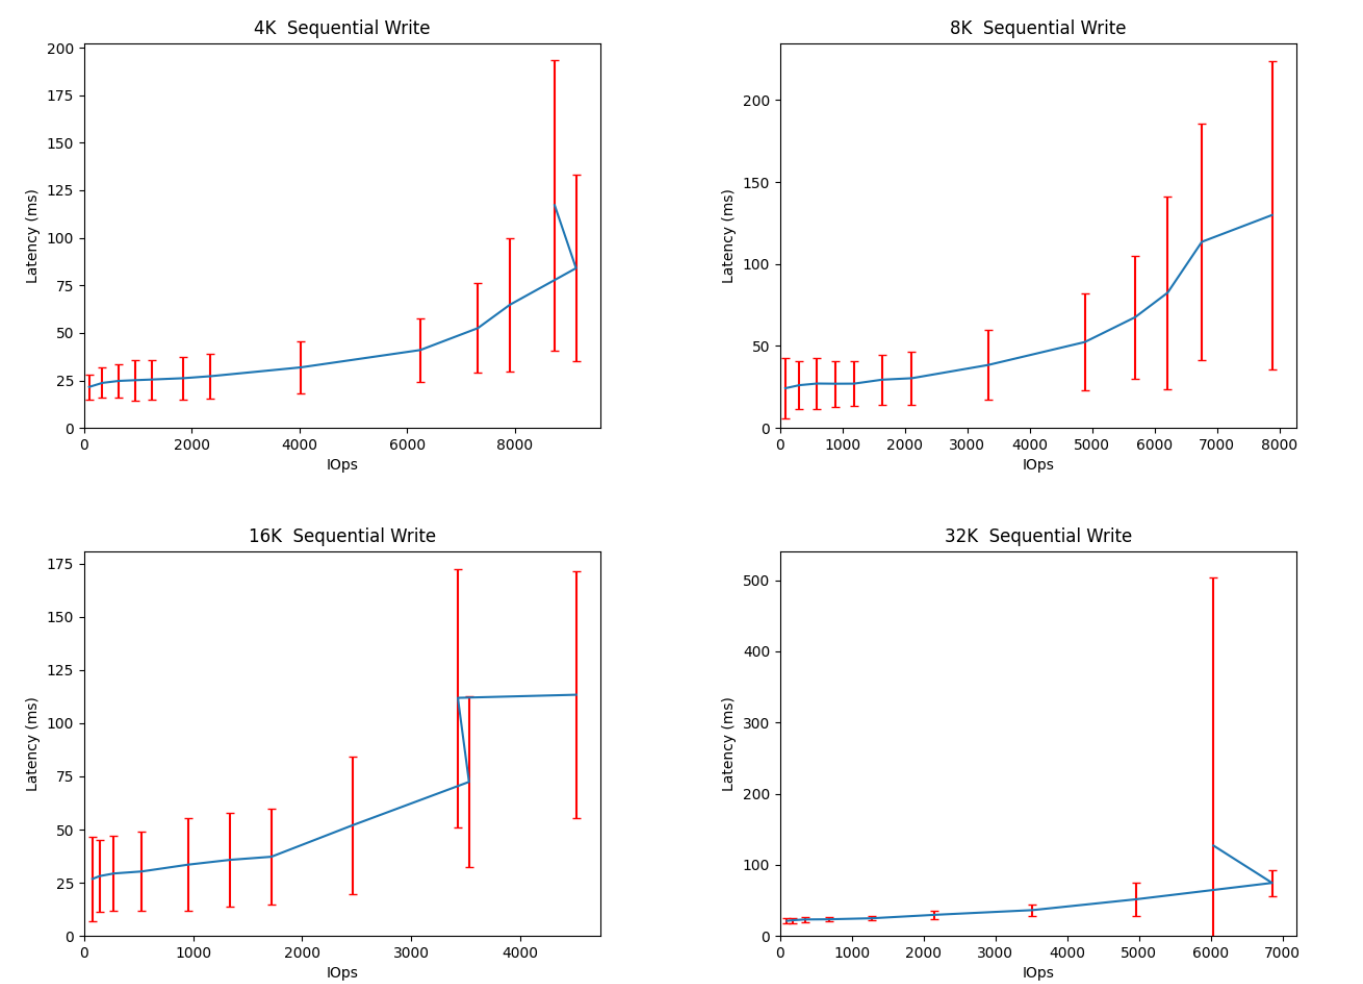 4K  Sequential Write
200
175
150
125
100
75
50
25
0
Latency (ms)
0 2000 4000 6000 8000
IOps
8K  Sequential Write
200
150
100
50
0
Latency (ms)
0 1000 2000 3000 4000 5000 6000 7000 8000
IOps
16K  Sequential Write
175
150
125
100
75
50
25
0
Latency (ms)
0 1000 2000 3000 4000
IOps
32K  Sequential Write
500
400
300
200
100
0
Latency (ms)
0 1000 2000 3000 4000 5000 6000 7000
IOps